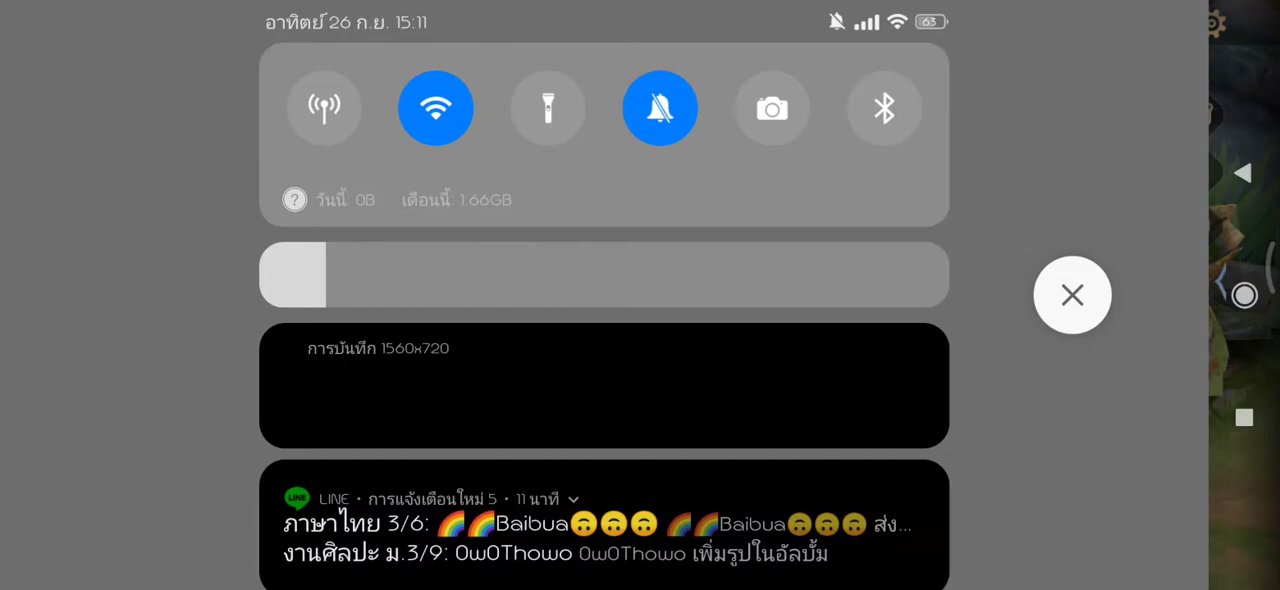 อาทิตย์ 26 ก.ย. 15:11
63
วันนี้: 0B เดือนนี้: 1.66GB
การบันทึก 1560x720
LINE • การแจ้งเตือนใหม่ 5 • 11 นาที
ภาษาไทย 3/6: 🌈🌈Baibua🙃🙃🙃 🌈🌈Baibua🙃🙃🙃 ส่ง...
งานศิลปะ ม.3/9: 0w0Thowo 0w0Thowo เพิ่มรูปในอัลบั้ม